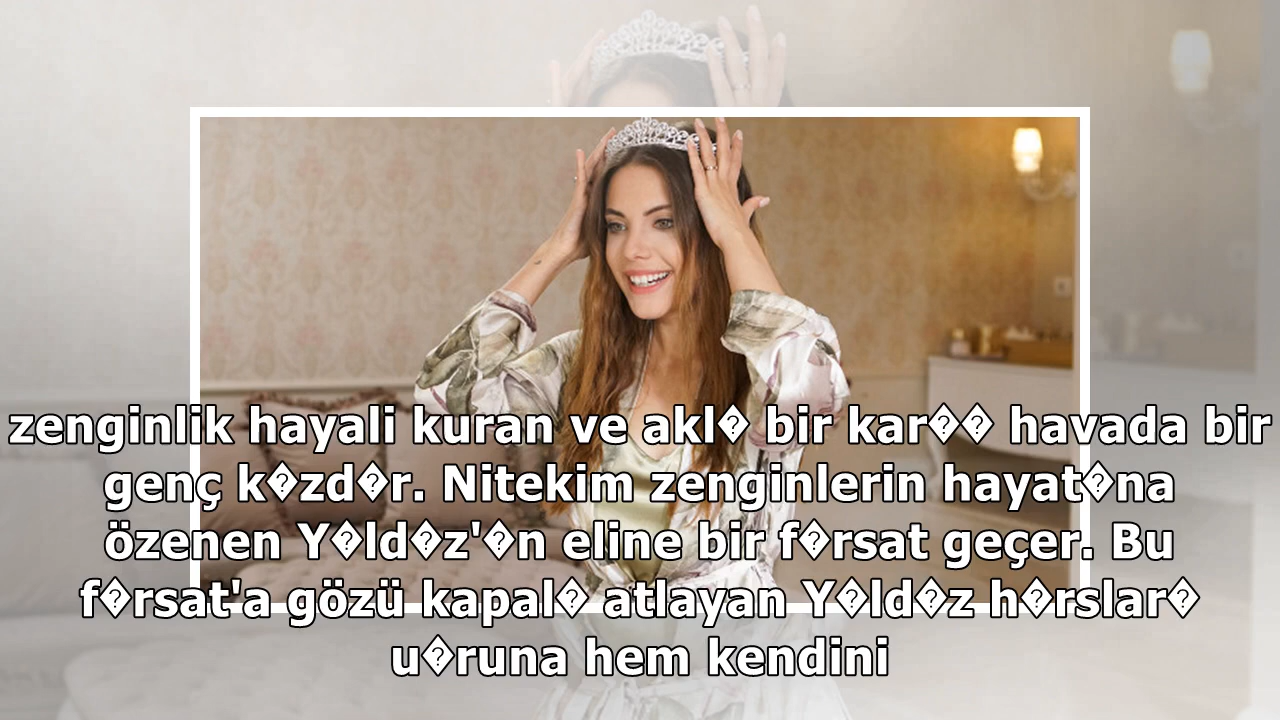 zenginlik hayali kuran ve akl� bir kar�� havada bir
genç k�zd�r. Nitekim zenginlerin hayat�na
özenen Y�ld�z'�n eline bir f�rsat geçer. Bu
f�rsat'a gözü kapal� atlayan Y�ld�z h�rslar�
u�runa hem kendini